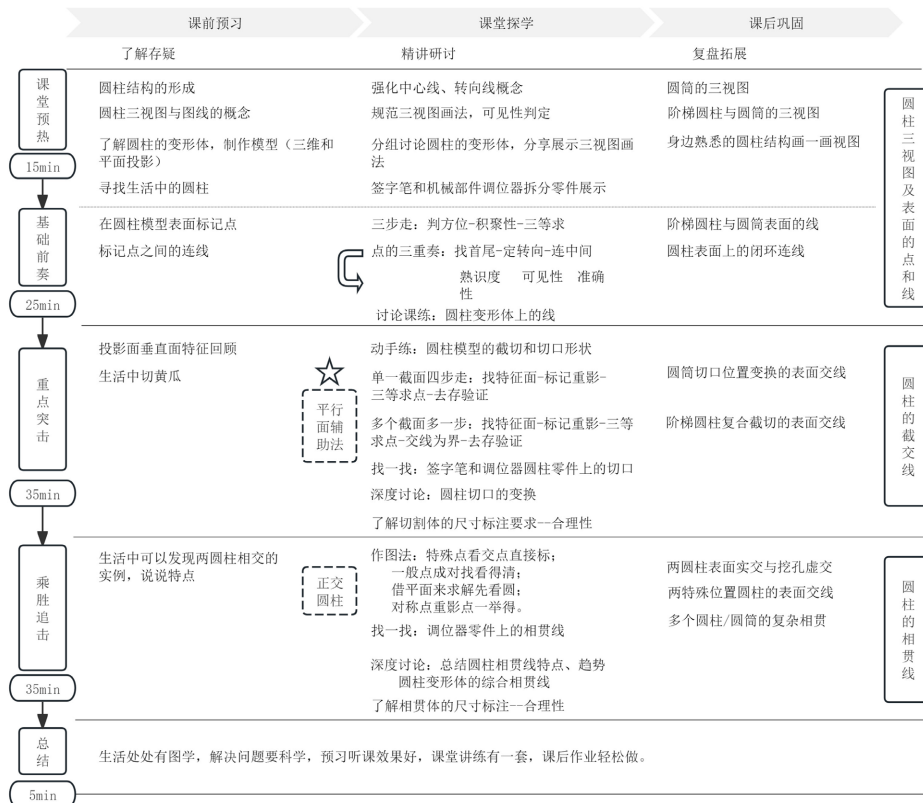 课前预习
课堂探学
课后巩固
了解存疑
精讲研讨
复盘拓展
课堂预热
圆柱结构的形成
强化中心线、转向线概念
圆筒的三视图
圆柱三视图与图线的概念
规范三视图画法，可见性判定
阶梯圆柱与圆筒的三视图
了解圆柱的变形体，制作模型（三维和
平面投影）
分组讨论圆柱的变形体，分享展示三视图画
法
身边熟悉的圆柱结构画一画视图
寻找生活中的圆柱
签字笔和机械部件调位器拆分零件展示
15min
圆柱三视图及表面的点和线
基础前奏
在圆柱模型表面标记点
三步走：判方位-积聚性-三等求
阶梯圆柱与圆筒表面的线
标记点之间的连线
点的三重奏：找首尾-定转向-连中间
圆柱表面上的闭环连线
熟识度 可见性 准确
性
讨论课练：圆柱变形体上的线
25min
重点突击
投影面垂直面特征回顾
动手练：圆柱模型的截切和切口形状
生活中切黄瓜
平行
面辅
助法
单一截面四步走：找特征面-标记重影-
三等求点-去存验证
圆筒切口位置变换的表面交线
多个截面多一步：找特征面-标记重影-三等
求点-交线为界-去存验证
阶梯圆柱复合截切的表面交线
找一找：签字笔和调位器圆柱零件上的切口
深度讨论：圆柱切口的变换
了解切割体的尺寸标注要求--合理性
圆柱的截交线
35min
乘胜追击
生活中可以发现两圆柱相交的
实例，说说特点
正交
圆柱
作图法：特殊点看交点直接标；
一般点成对找看得清；
借平面来求解先看圆；
对称点重影点一举得。
两圆柱表面实交与挖孔虚交
两特殊位置圆柱的表面交线
多个圆柱/圆筒的复杂相贯
找一找：调位器零件上的相贯线
深度讨论：总结圆柱相贯线特点、趋势
圆柱变形体的综合相贯线
了解相贯体的尺寸标注--合理性
圆柱的相贯线
35min
总结
生活处处有图学，解决问题要科学，预习听课效果好，课堂讲练有一套，课后作业轻松做。
5min